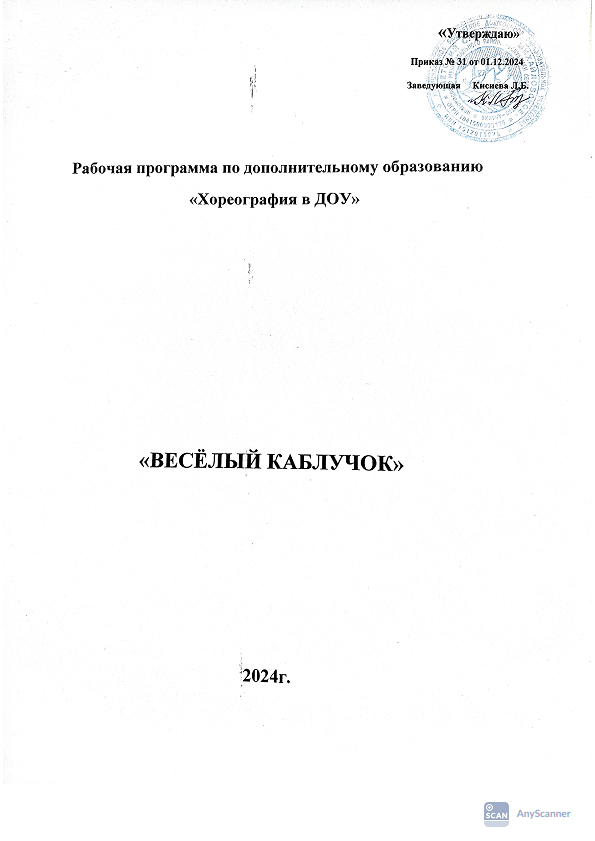 «Утверждаю»
Приказ № 31 от 01.12.2024
Заведующая Кисиева Л.Б.
Рабочая программа по дополнительному образованию
«Хореография в ДОУ»
«ВЕСЁЛЫЙ КАБЛУЧОК»
2024г.
SCAN AnyScanner